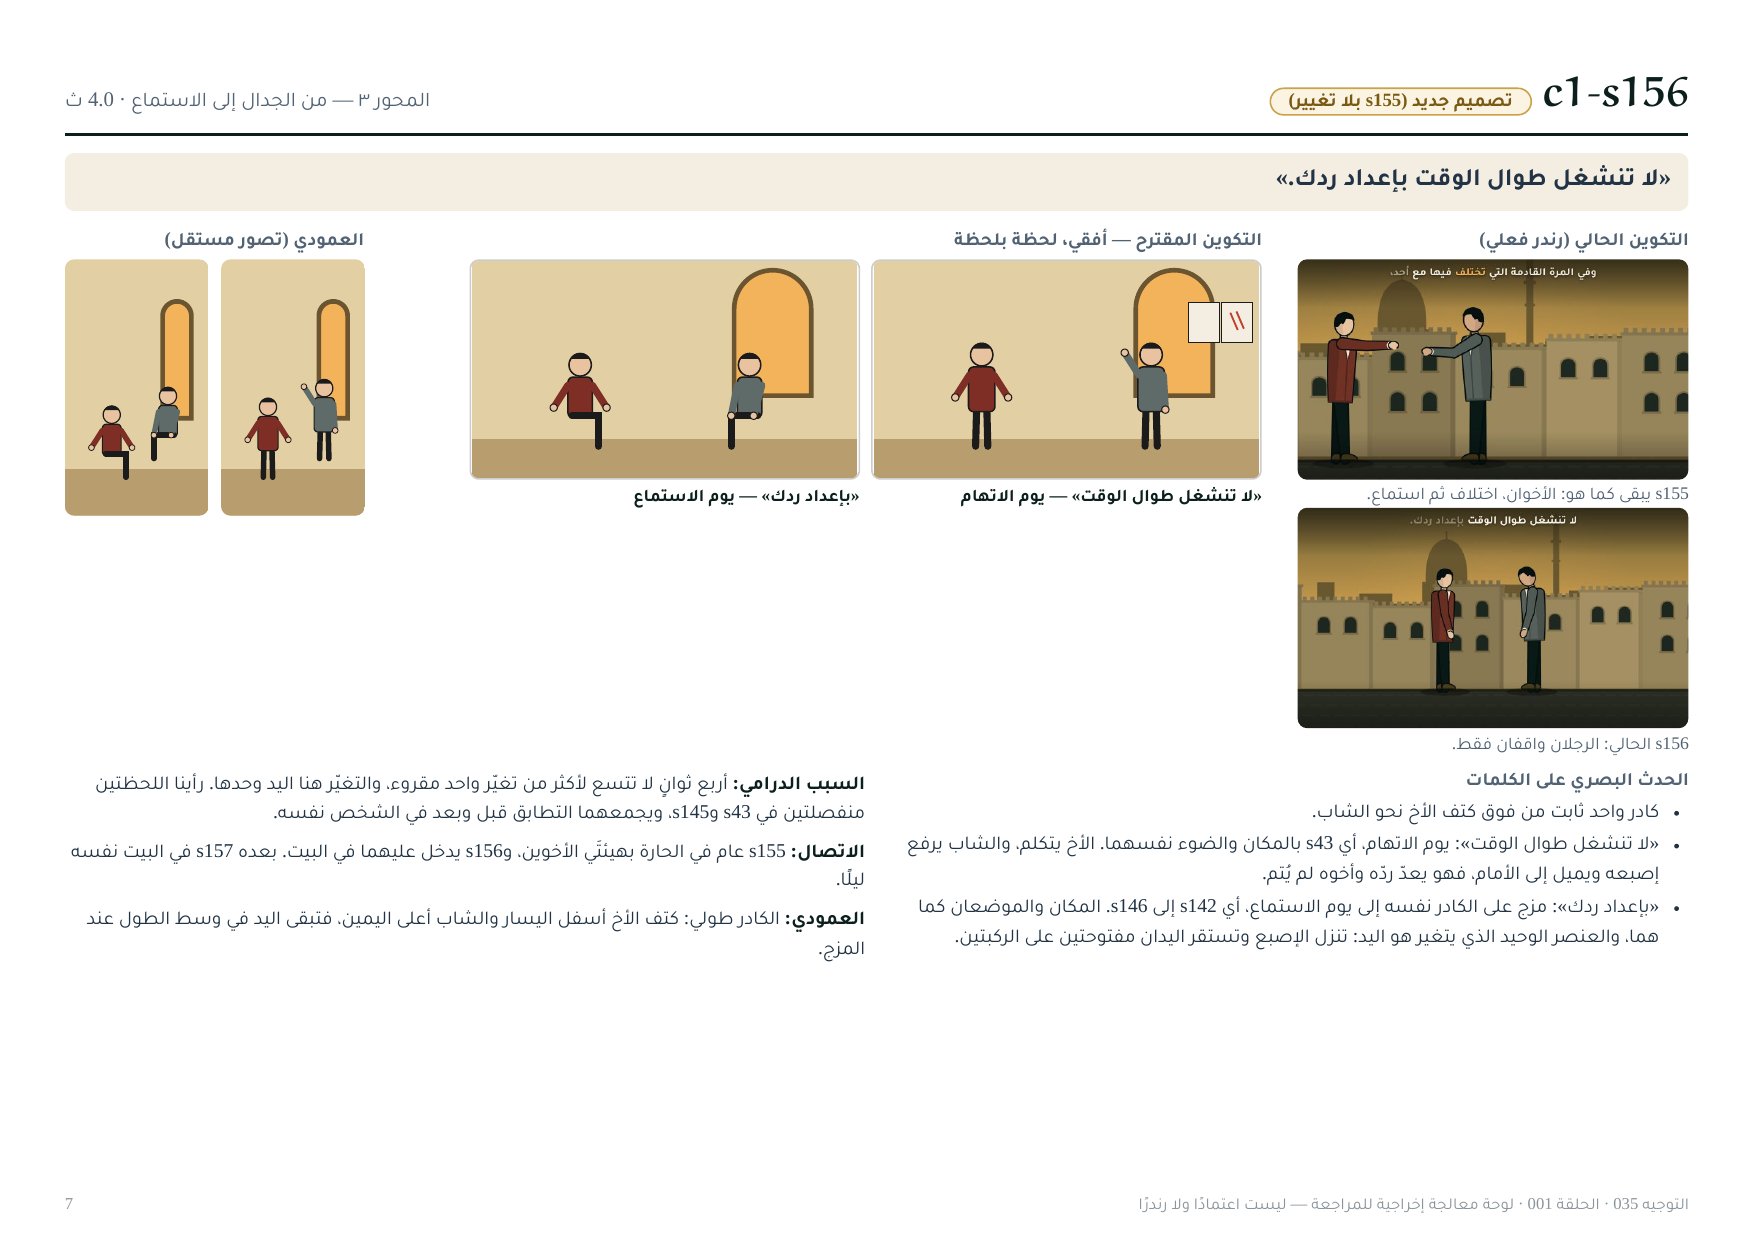 c1-s156 تصميم جديد (s155 بلا تغيير)
المحور ٣ — من الجدال إلى الاستماع · 4.0 ث
«لا تنشغل طوال الوقت بإعداد ردك.»
التكوين الحالي (رندر فعلي)
وفي المرة القادمة التي تختلف فيها مع أحد،
s155 يبقى كما هو: الأخوان، اختلاف ثم استماع.
لا تنشغل طوال الوقت بإعداد ردك.
s156 الحالي: الرجلان واقفان فقط.
التكوين المقترح — أفقي، لحظة بلحظة
«لا تنشغل طوال الوقت» — يوم الاتهام
«بإعداد ردك» — يوم الاستماع
العمودي (تصور مستقل)
الحدث البصري على الكلمات
• كادر واحد ثابت من فوق كتف الأخ نحو الشاب.
• «لا تنشغل طوال الوقت»: يوم الاتهام، أي s43 بالمكان والضوء نفسهما. الأخ يتكلم، والشاب يرفع
إصبعه ويميل إلى الأمام، فهو يعدّ ردّه وأخوه لم يُتم.
• «بإعداد ردك»: مزج على الكادر نفسه إلى يوم الاستماع، أي s142 إلى s146. المكان والموضعان كما
هما، والعنصر الوحيد الذي يتغير هو اليد: تنزل الإصبع وتستقر اليدان مفتوحتين على الركبتين.
السبب الدرامي: أربع ثوانٍ لا تتسع لأكثر من تغيّر واحد مقروء، والتغيّر هنا اليد وحدها. رأينا اللحظتين
منفصلتين في s43 وs145، ويجمعهما التطابق قبل وبعد في الشخص نفسه.
الاتصال: s155 عام في الحارة بهيئتَي الأخوين، وs156 يدخل عليهما في البيت. بعده s157 في البيت نفسه
ليلًا.
العمودي: الكادر طولي: كتف الأخ أسفل اليسار والشاب أعلى اليمين، فتبقى اليد في وسط الطول عند
المزج.
التوجيه 035 · الحلقة 001 · لوحة معالجة إخراجية للمراجعة — ليست اعتمادًا ولا رندرًا
7